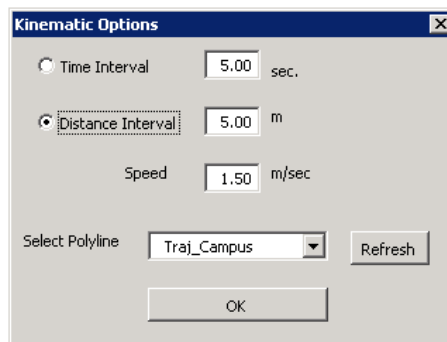 Kinematic Options
Time Interval 5.00 sec.
Distance Interval 5.00 m
Speed 1.50 m/sec
Select Polyline Traj_Campus Refresh
OK